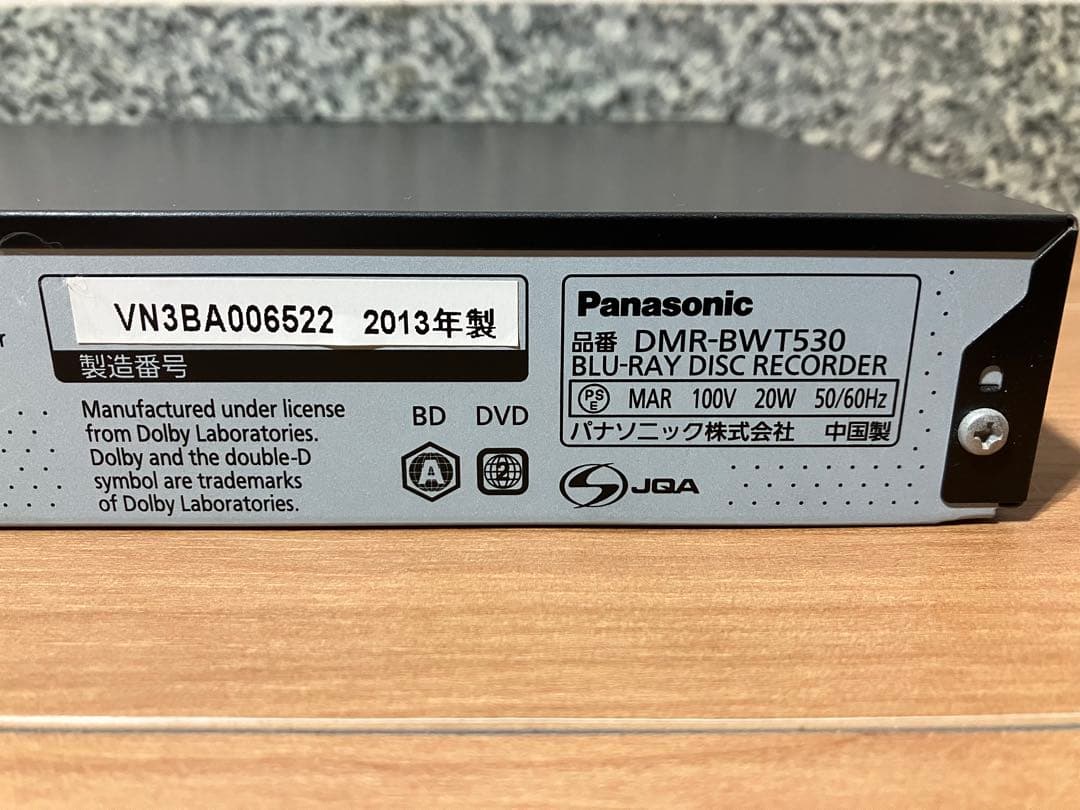 VN3BA006522 2013年製
製造番号
Manufactured under license
from Dolby Laboratories.
Dolby and the double-D
symbol are trademarks
of Dolby Laboratories.
BD DVD
A 2
Panasonic
品番 DMR-BWT530
BLU-RAY DISC RECORDER
PS E MAR 100V 20W 50/60Hz
パナソニック株式会社 中国製
JQA